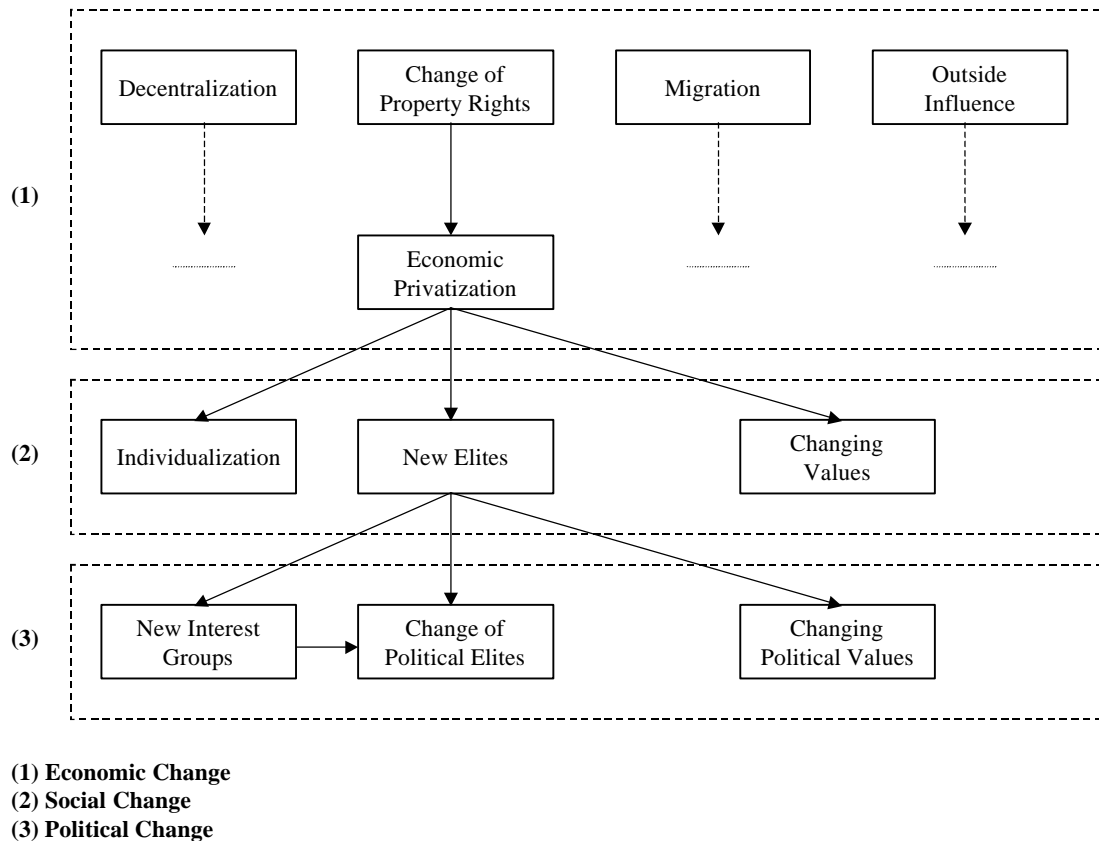 Decentralization
Change of
Property Rights
Migration
Outside
Influence
(1)
Economic
Privatization
(2)
Individualization
New Elites
Changing
Values
(3)
New Interest
Groups
Change of
Political Elites
Changing
Political Values
(1) Economic Change
(2) Social Change
(3) Political Change